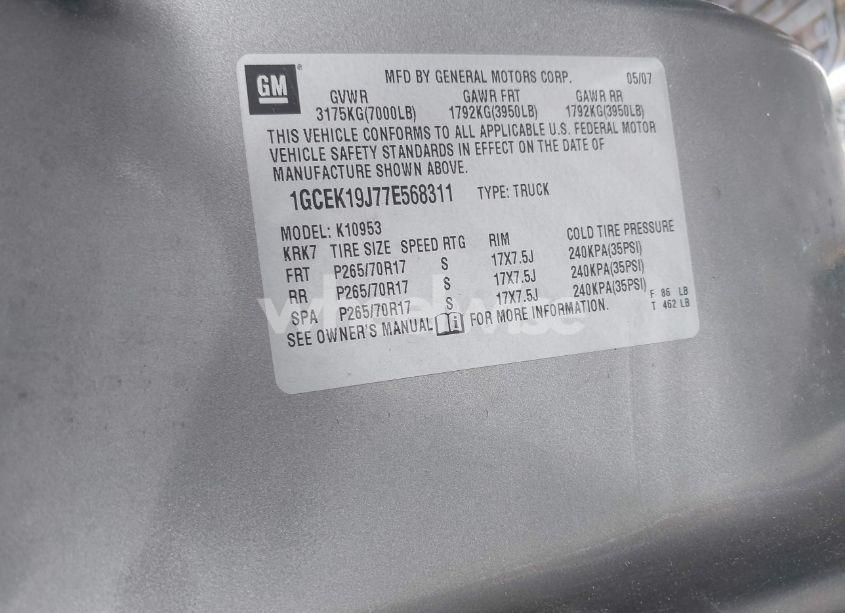 GM
MFD BY GENERAL MOTORS CORP. 05/07
GVWR GAWR FRT GAWR RR
3175KG(7000LB) 1792KG(3950LB) 1792KG(3950LB)
THIS VEHICLE CONFORMS TO ALL APPLICABLE U.S. FEDERAL MOTOR
VEHICLE SAFETY STANDARDS IN EFFECT ON THE DATE OF
MANUFACTURE SHOWN ABOVE.
1GCEK19J77E568311 TYPE: TRUCK
MODEL: K10953
KRK7 TIRE SIZE SPEED RTG RIM COLD TIRE PRESSURE
FRT P265/70R17 S 17X7.5J 240KPA(35PSI)
RR P265/70R17 S 17X7.5J 240KPA(35PSI)
SPA P265/70R17 S 17X7.5J 240KPA(35PSI)
SEE OWNER'S MANUAL FOR MORE INFORMATION.
F 86 LB
T 462 LB
wheelwise